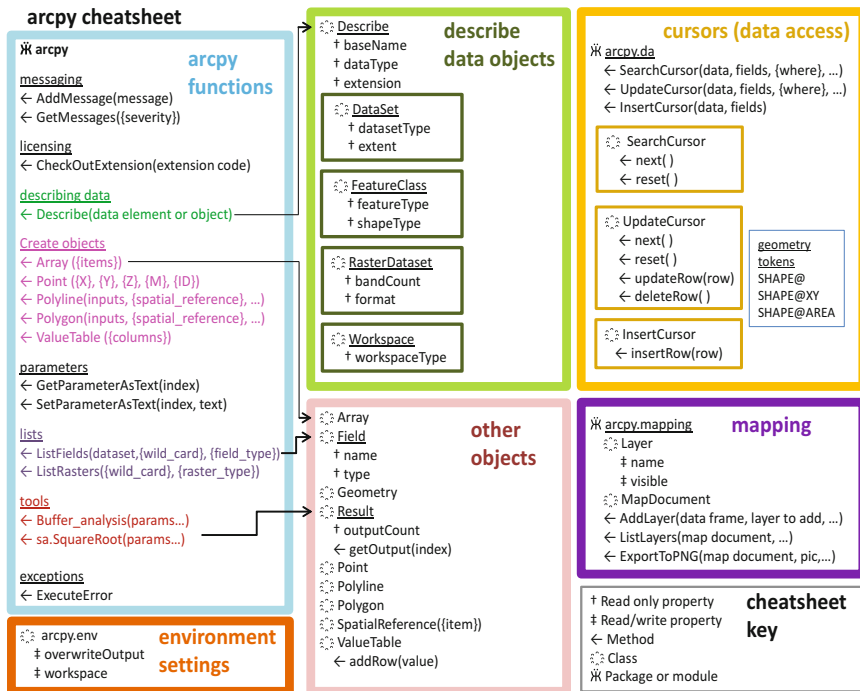 arcpy cheatsheet
Ӝ arcpy
arcpy
functions
messaging
← AddMessage(message)
← GetMessages({severity})
licensing
← CheckOutExtension(extension code)
describing data
← Describe(data element or object)
Create objects
← Array ({items})
← Point ({X}, {Y}, {Z}, {M}, {ID})
← Polyline(inputs, {spatial_reference}, ...)
← Polygon(inputs, {spatial_reference}, ...)
← ValueTable ({columns})
parameters
← GetParameterAsText(index)
← SetParameterAsText(index, text)
lists
← ListFields(dataset,{wild_card}, {field_type})
← ListRasters({wild_card}, {raster_type})
tools
← Buffer_analysis(params...)
← sa.SquareRoot(params...)
exceptions
← ExecuteError
arcpy.env
‡ overwriteOutput
‡ workspace
environment
settings
Describe
† baseName
† dataType
† extension
describe
data objects
DataSet
† datasetType
† extent
FeatureClass
† featureType
† shapeType
RasterDataset
† bandCount
† format
Workspace
† workspaceType
other
objects
Array
Field
† name
† type
Geometry
Result
† outputCount
← getOutput(index)
Point
Polyline
Polygon
SpatialReference({item})
ValueTable
← addRow(value)
cursors (data access)
Ӝ arcpy.da
← SearchCursor(data, fields, {where}, ...)
← UpdateCursor(data, fields, {where}, ...)
← InsertCursor(data, fields)
SearchCursor
← next( )
← reset( )
UpdateCursor
← next( )
← reset( )
← updateRow(row)
← deleteRow( )
geometry
tokens
SHAPE@
SHAPE@XY
SHAPE@AREA
InsertCursor
← insertRow(row)
Ӝ arcpy.mapping
mapping
Layer
‡ name
‡ visible
MapDocument
← AddLayer(data frame, layer to add, ...)
← ListLayers(map document, ...)
← ExportToPNG(map document, pic,...)
† Read only property
‡ Read/write property
← Method
Class
Ӝ Package or module
cheatsheet
key